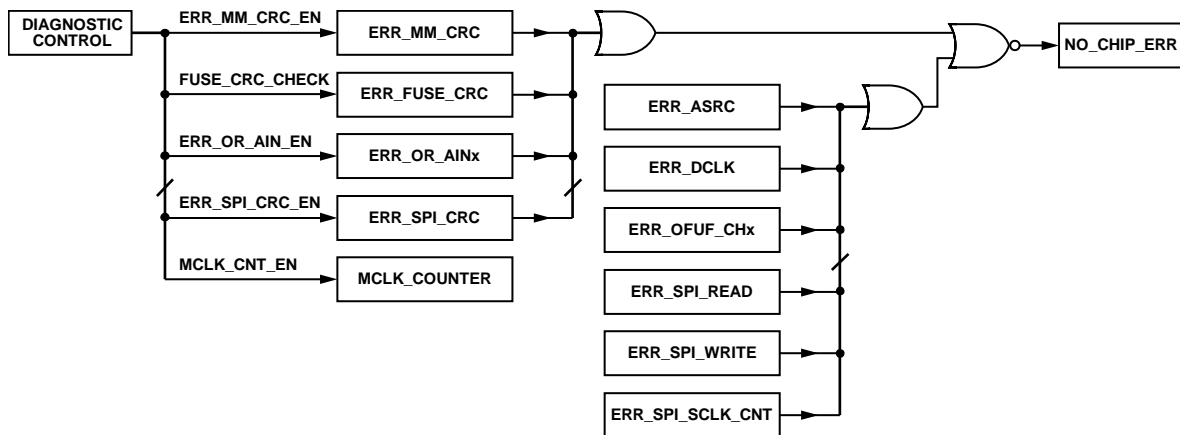 DIAGNOSTIC
CONTROL
ERR_MM_CRC_EN
ERR_MM_CRC
FUSE_CRC_CHECK
ERR_FUSE_CRC
ERR_OR_AIN_EN
ERR_OR_AINx
ERR_SPI_CRC_EN
ERR_SPI_CRC
MCLK_CNT_EN
MCLK_COUNTER
ERR_ASRC
ERR_DCLK
ERR_OFUF_CHx
ERR_SPI_READ
ERR_SPI_WRITE
ERR_SPI_SCLK_CNT
NO_CHIP_ERR